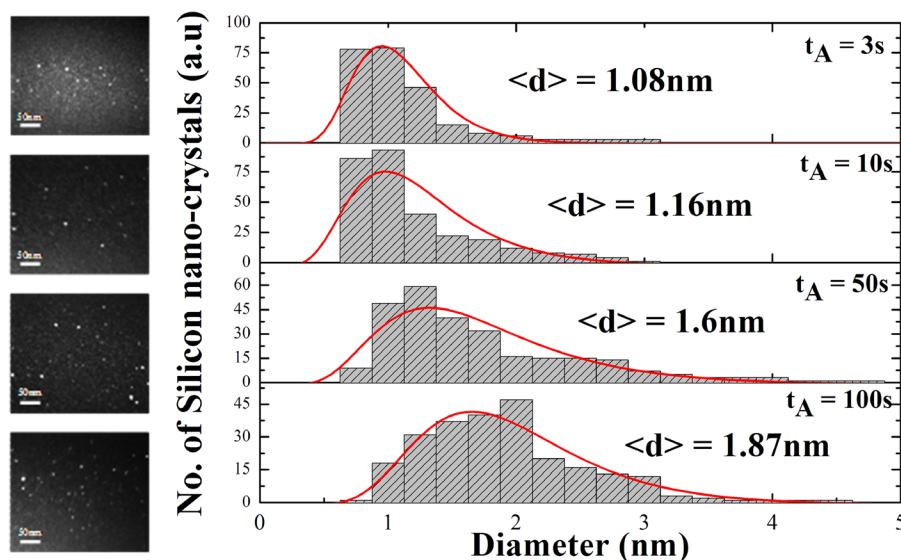 50nm
50nm
50nm
50nm
No. of Silicon nano-crystals (a.u)
100
75
50
25
0
t_A = 3s
<d> = 1.08nm
75
50
25
0
t_A = 10s
<d> = 1.16nm
60
45
30
15
0
t_A = 50s
<d> = 1.6nm
45
30
15
0
t_A = 100s
<d> = 1.87nm
0 1 2 3 4 5
Diameter (nm)